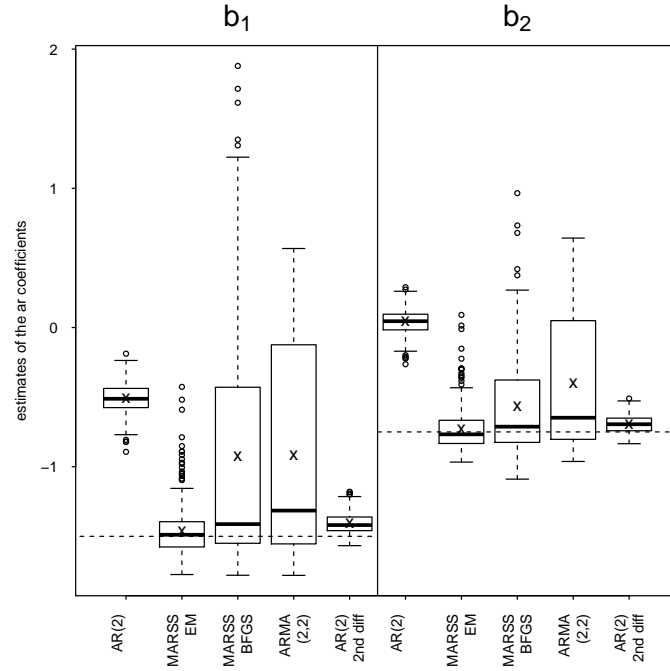 b1
b2
estimates of the ar coefficients
2
1
0
−1
AR(2)
MARSS
EM
MARSS
BFGS
ARMA
(2,2)
AR(2)
2nd diff
AR(2)
MARSS
EM
MARSS
BFGS
ARMA
(2,2)
AR(2)
2nd diff